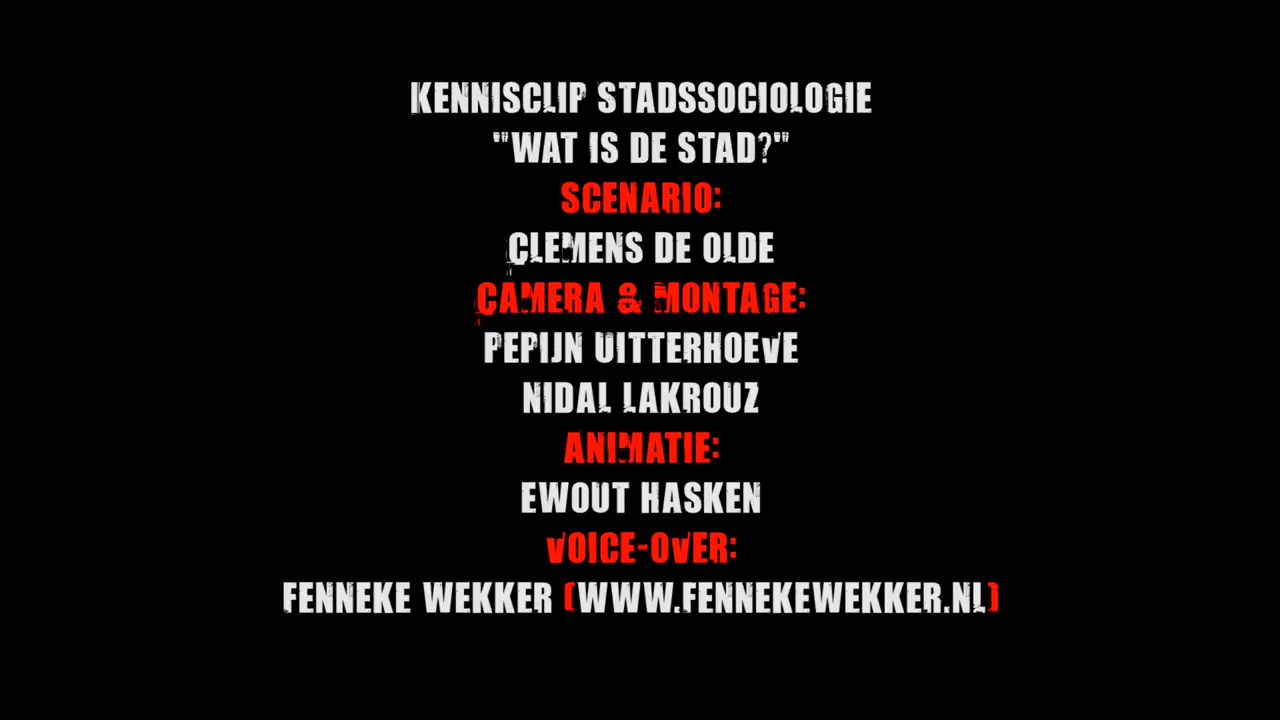 KENNISCLIP STADSSOCIOLOGIE
"WAT IS DE STAD?"
SCENARIO:
CLEMENS DE OLDE
CAMERA & MONTAGE:
PEPIJN UITTERHOEVE
NIDAL LAKROUZ
ANIMATIE:
EWOUT HASKEN
VOICE-OVER:
FENNEKE WEKKER (WWW.FENNEKEWEKKER.NL)